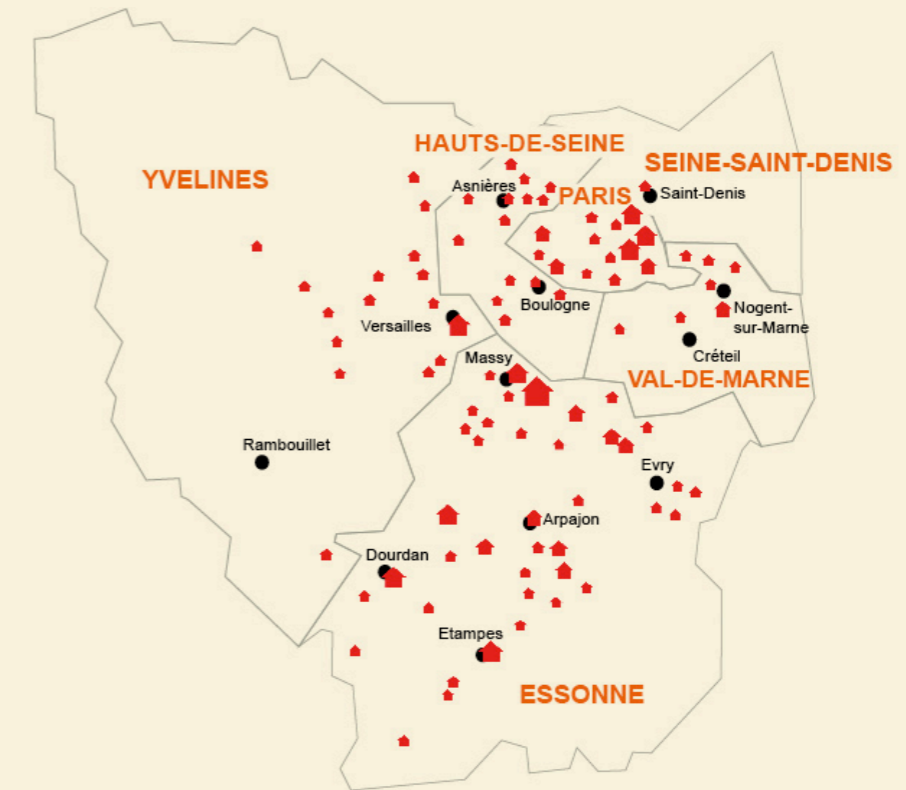 HAUTS-DE-SEINE
SEINE-SAINT-DENIS
YVELINES
Asnières
PARIS
Saint-Denis
Boulogne
Nogent-
sur-Marne
Versailles
Créteil
Massy
VAL-DE-MARNE
Rambouillet
Evry
Arpajon
Dourdan
Etampes
ESSONNE